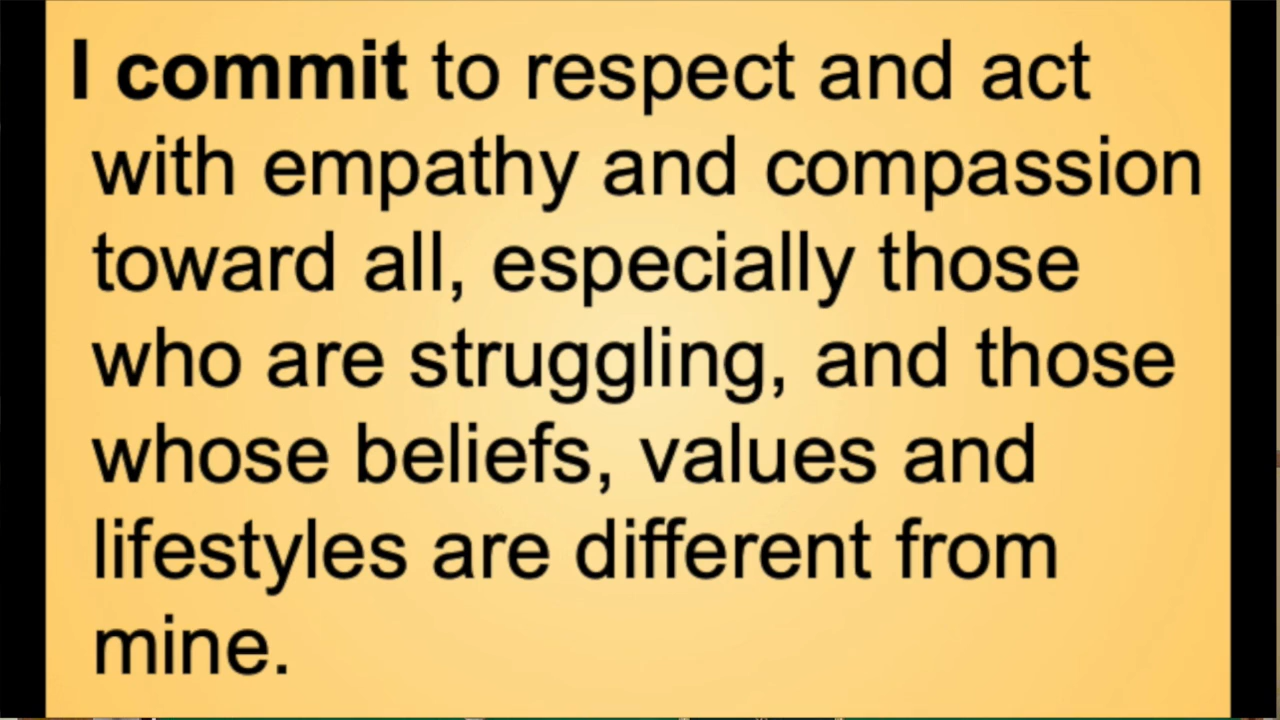 I commit to respect and act
with empathy and compassion
toward all, especially those
who are struggling, and those
whose beliefs, values and
lifestyles are different from
mine.